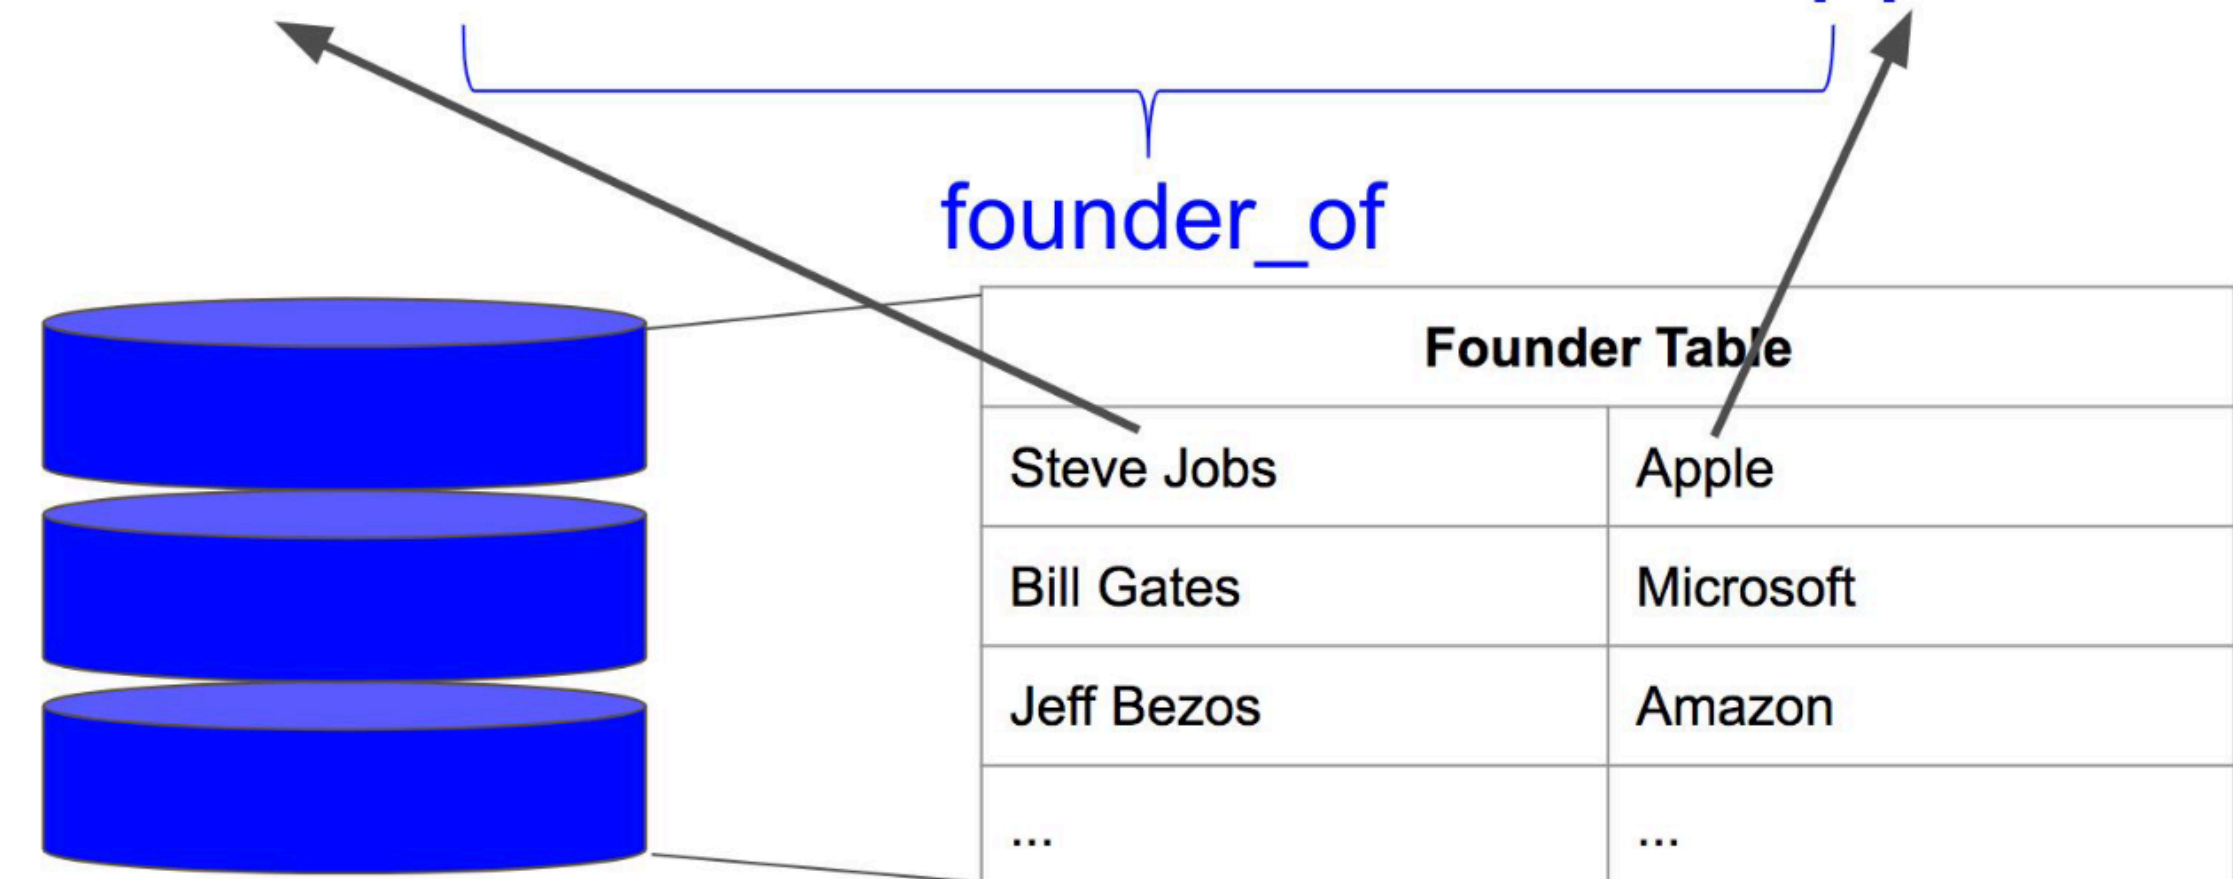 founder_of
Founder Table
Steve Jobs Apple
Bill Gates Microsoft
Jeff Bezos Amazon
... ...